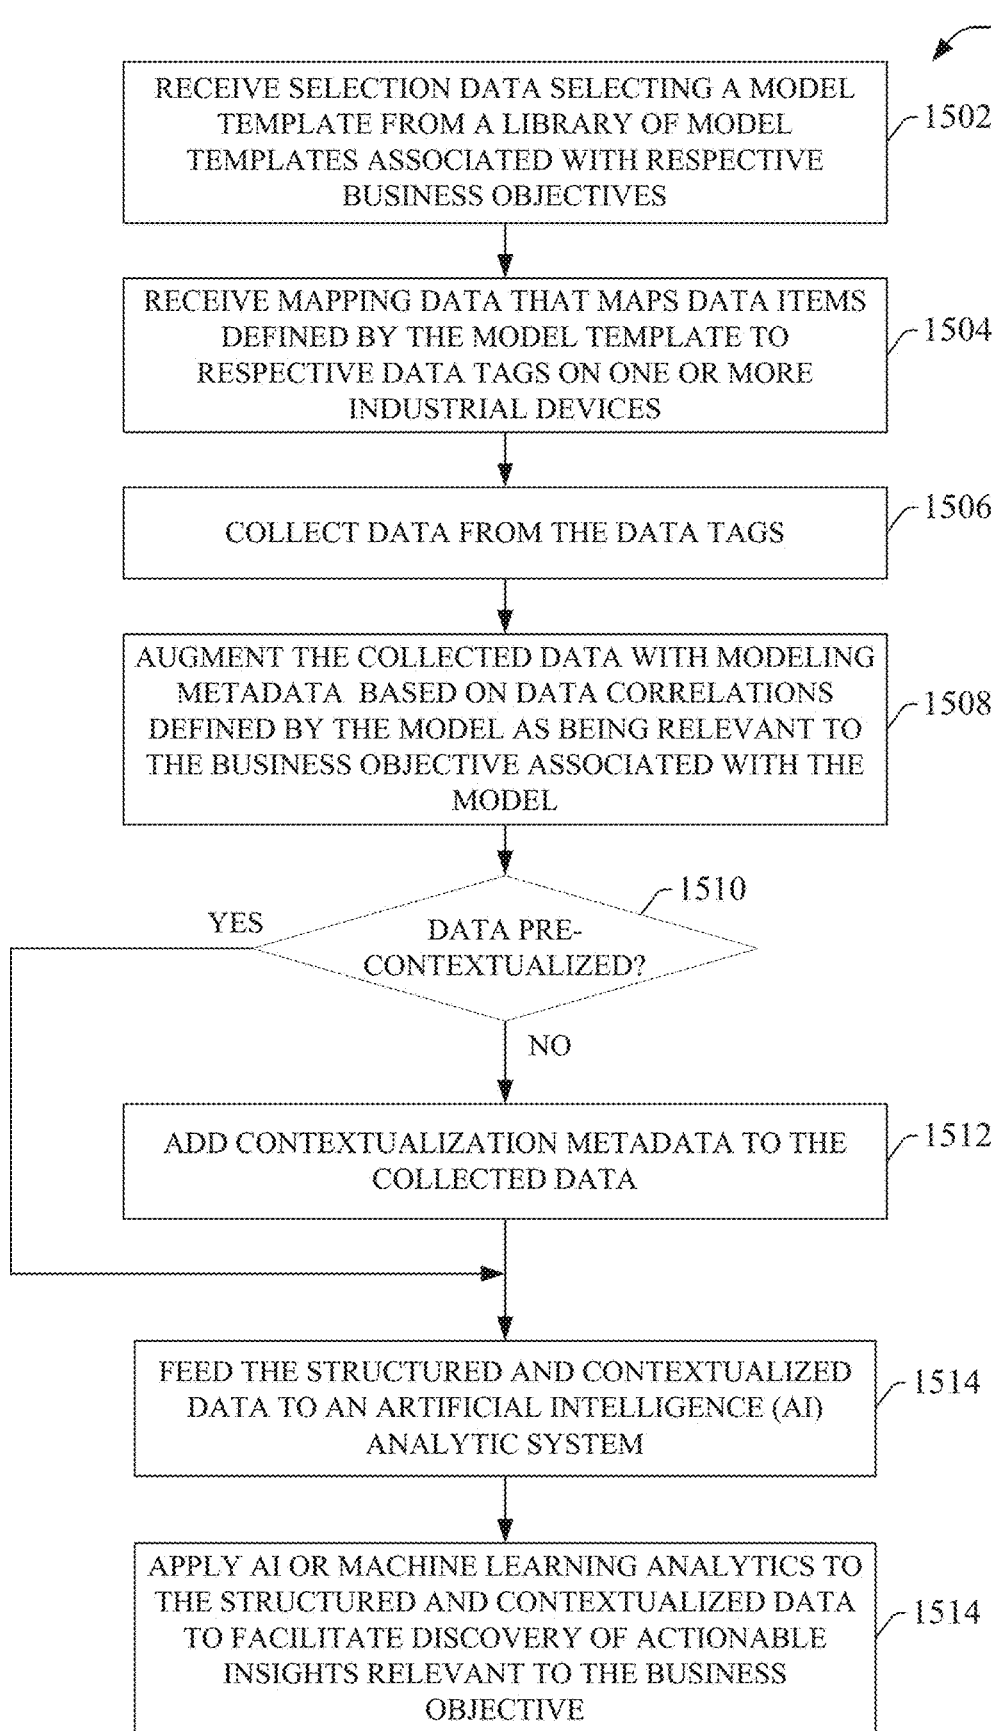 RECEIVE SELECTION DATA SELECTING A MODEL
TEMPLATE FROM A LIBRARY OF MODEL
TEMPLATES ASSOCIATED WITH RESPECTIVE
BUSINESS OBJECTIVES
1502
RECEIVE MAPPING DATA THAT MAPS DATA ITEMS
DEFINED BY THE MODEL TEMPLATE TO
RESPECTIVE DATA TAGS ON ONE OR MORE
INDUSTRIAL DEVICES
1504
COLLECT DATA FROM THE DATA TAGS
1506
AUGMENT THE COLLECTED DATA WITH MODELING
METADATA BASED ON DATA CORRELATIONS
DEFINED BY THE MODEL AS BEING RELEVANT TO
THE BUSINESS OBJECTIVE ASSOCIATED WITH THE
MODEL
1508
1510
YES
DATA PRE-
CONTEXTUALIZED?
NO
ADD CONTEXTUALIZATION METADATA TO THE
COLLECTED DATA
1512
FEED THE STRUCTURED AND CONTEXTUALIZED
DATA TO AN ARTIFICIAL INTELLIGENCE (AI)
ANALYTIC SYSTEM
1514
APPLY AI OR MACHINE LEARNING ANALYTICS TO
THE STRUCTURED AND CONTEXTUALIZED DATA
TO FACILITATE DISCOVERY OF ACTIONABLE
INSIGHTS RELEVANT TO THE BUSINESS
OBJECTIVE
1514